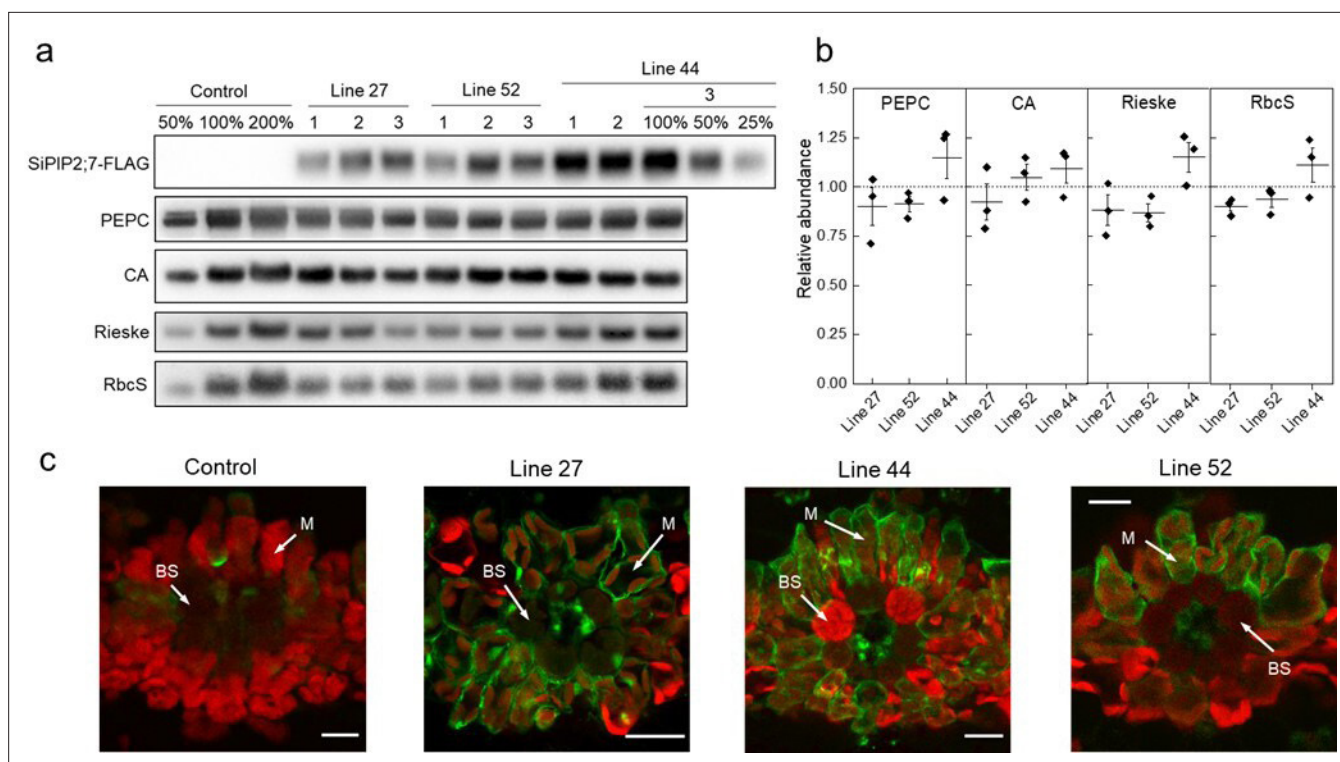 a
Line 44
Control Line 27 Line 52 3
50% 100% 200% 1 2 3 1 2 3 1 2 100% 50% 25%
SiPIP2;7-FLAG
PEPC
CA
Rieske
RbcS
b
PEPC CA Rieske RbcS
Relative abundance
1.50
1.25
1.00
0.75
0.50
0.25
0.00
Line 27 Line 52 Line 44 Line 27 Line 52 Line 44 Line 27 Line 52 Line 44 Line 27 Line 52 Line 44
c
Control Line 27 Line 44 Line 52
M BS
M BS
M BS
M BS